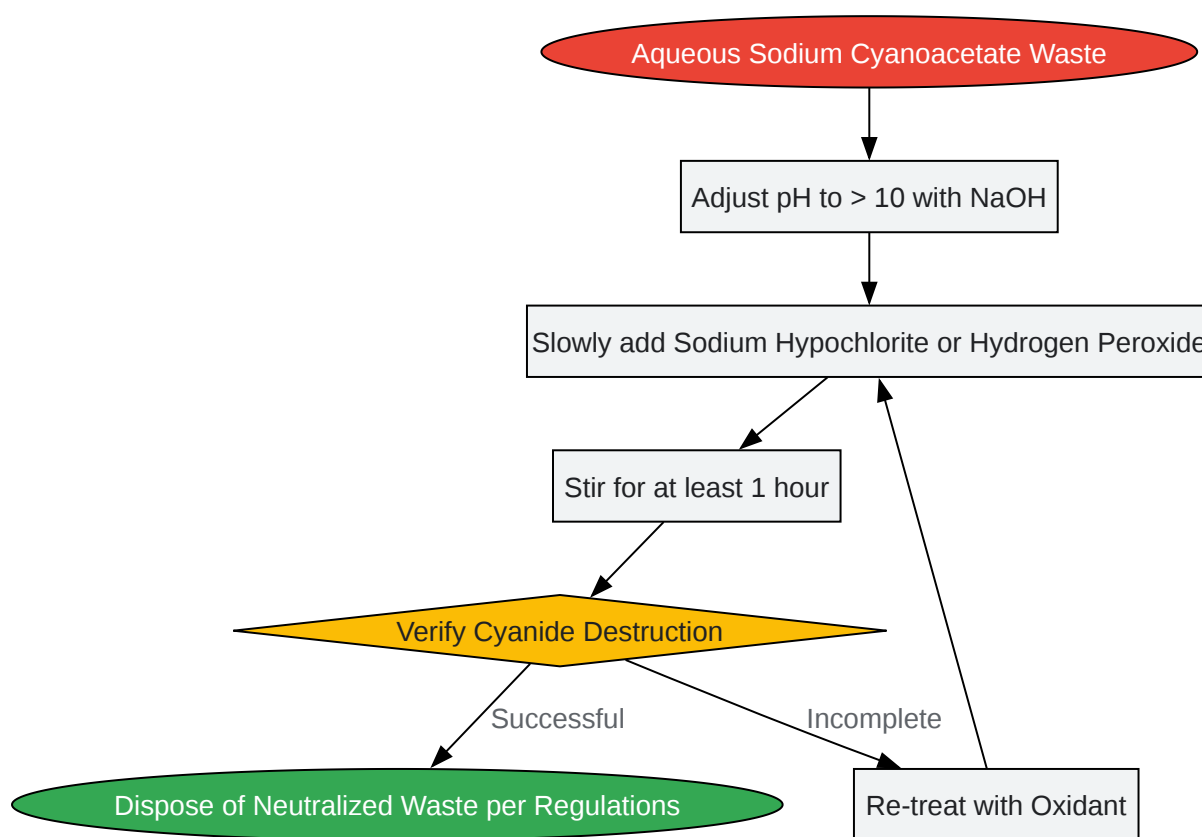 Aqueous Sodium Cyanoacetate Waste
Adjust pH to > 10 with NaOH
Slowly add Sodium Hypochlorite or Hydrogen Peroxide
Stir for at least 1 hour
Verify Cyanide Destruction
Successful
Incomplete
Dispose of Neutralized Waste per Regulations
Re-treat with Oxidant